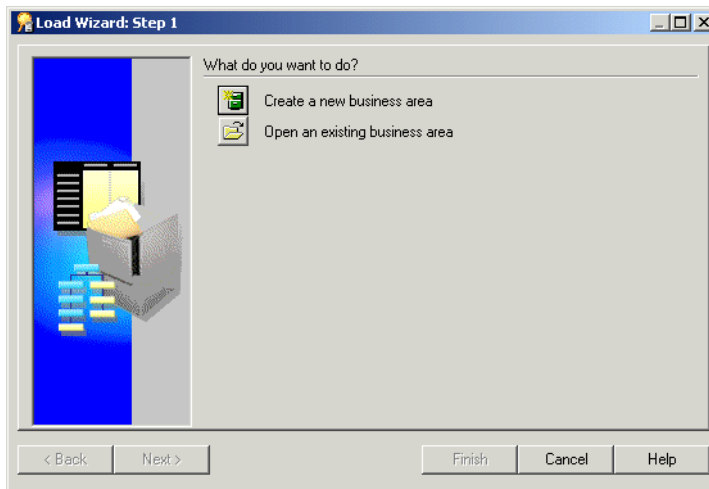 Load Wizard: Step 1
What do you want to do?
Create a new business area
Open an existing business area
< Back Next > Finish Cancel Help